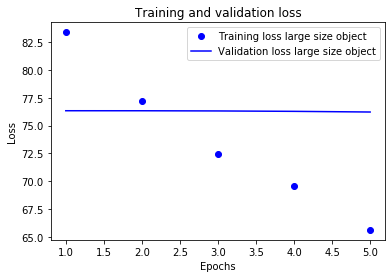 Training and validation loss
Training loss large size object
Validation loss large size object
Loss
82.5
80.0
77.5
75.0
72.5
70.0
67.5
65.0
1.0 1.5 2.0 2.5 3.0 3.5 4.0 4.5 5.0
Epochs